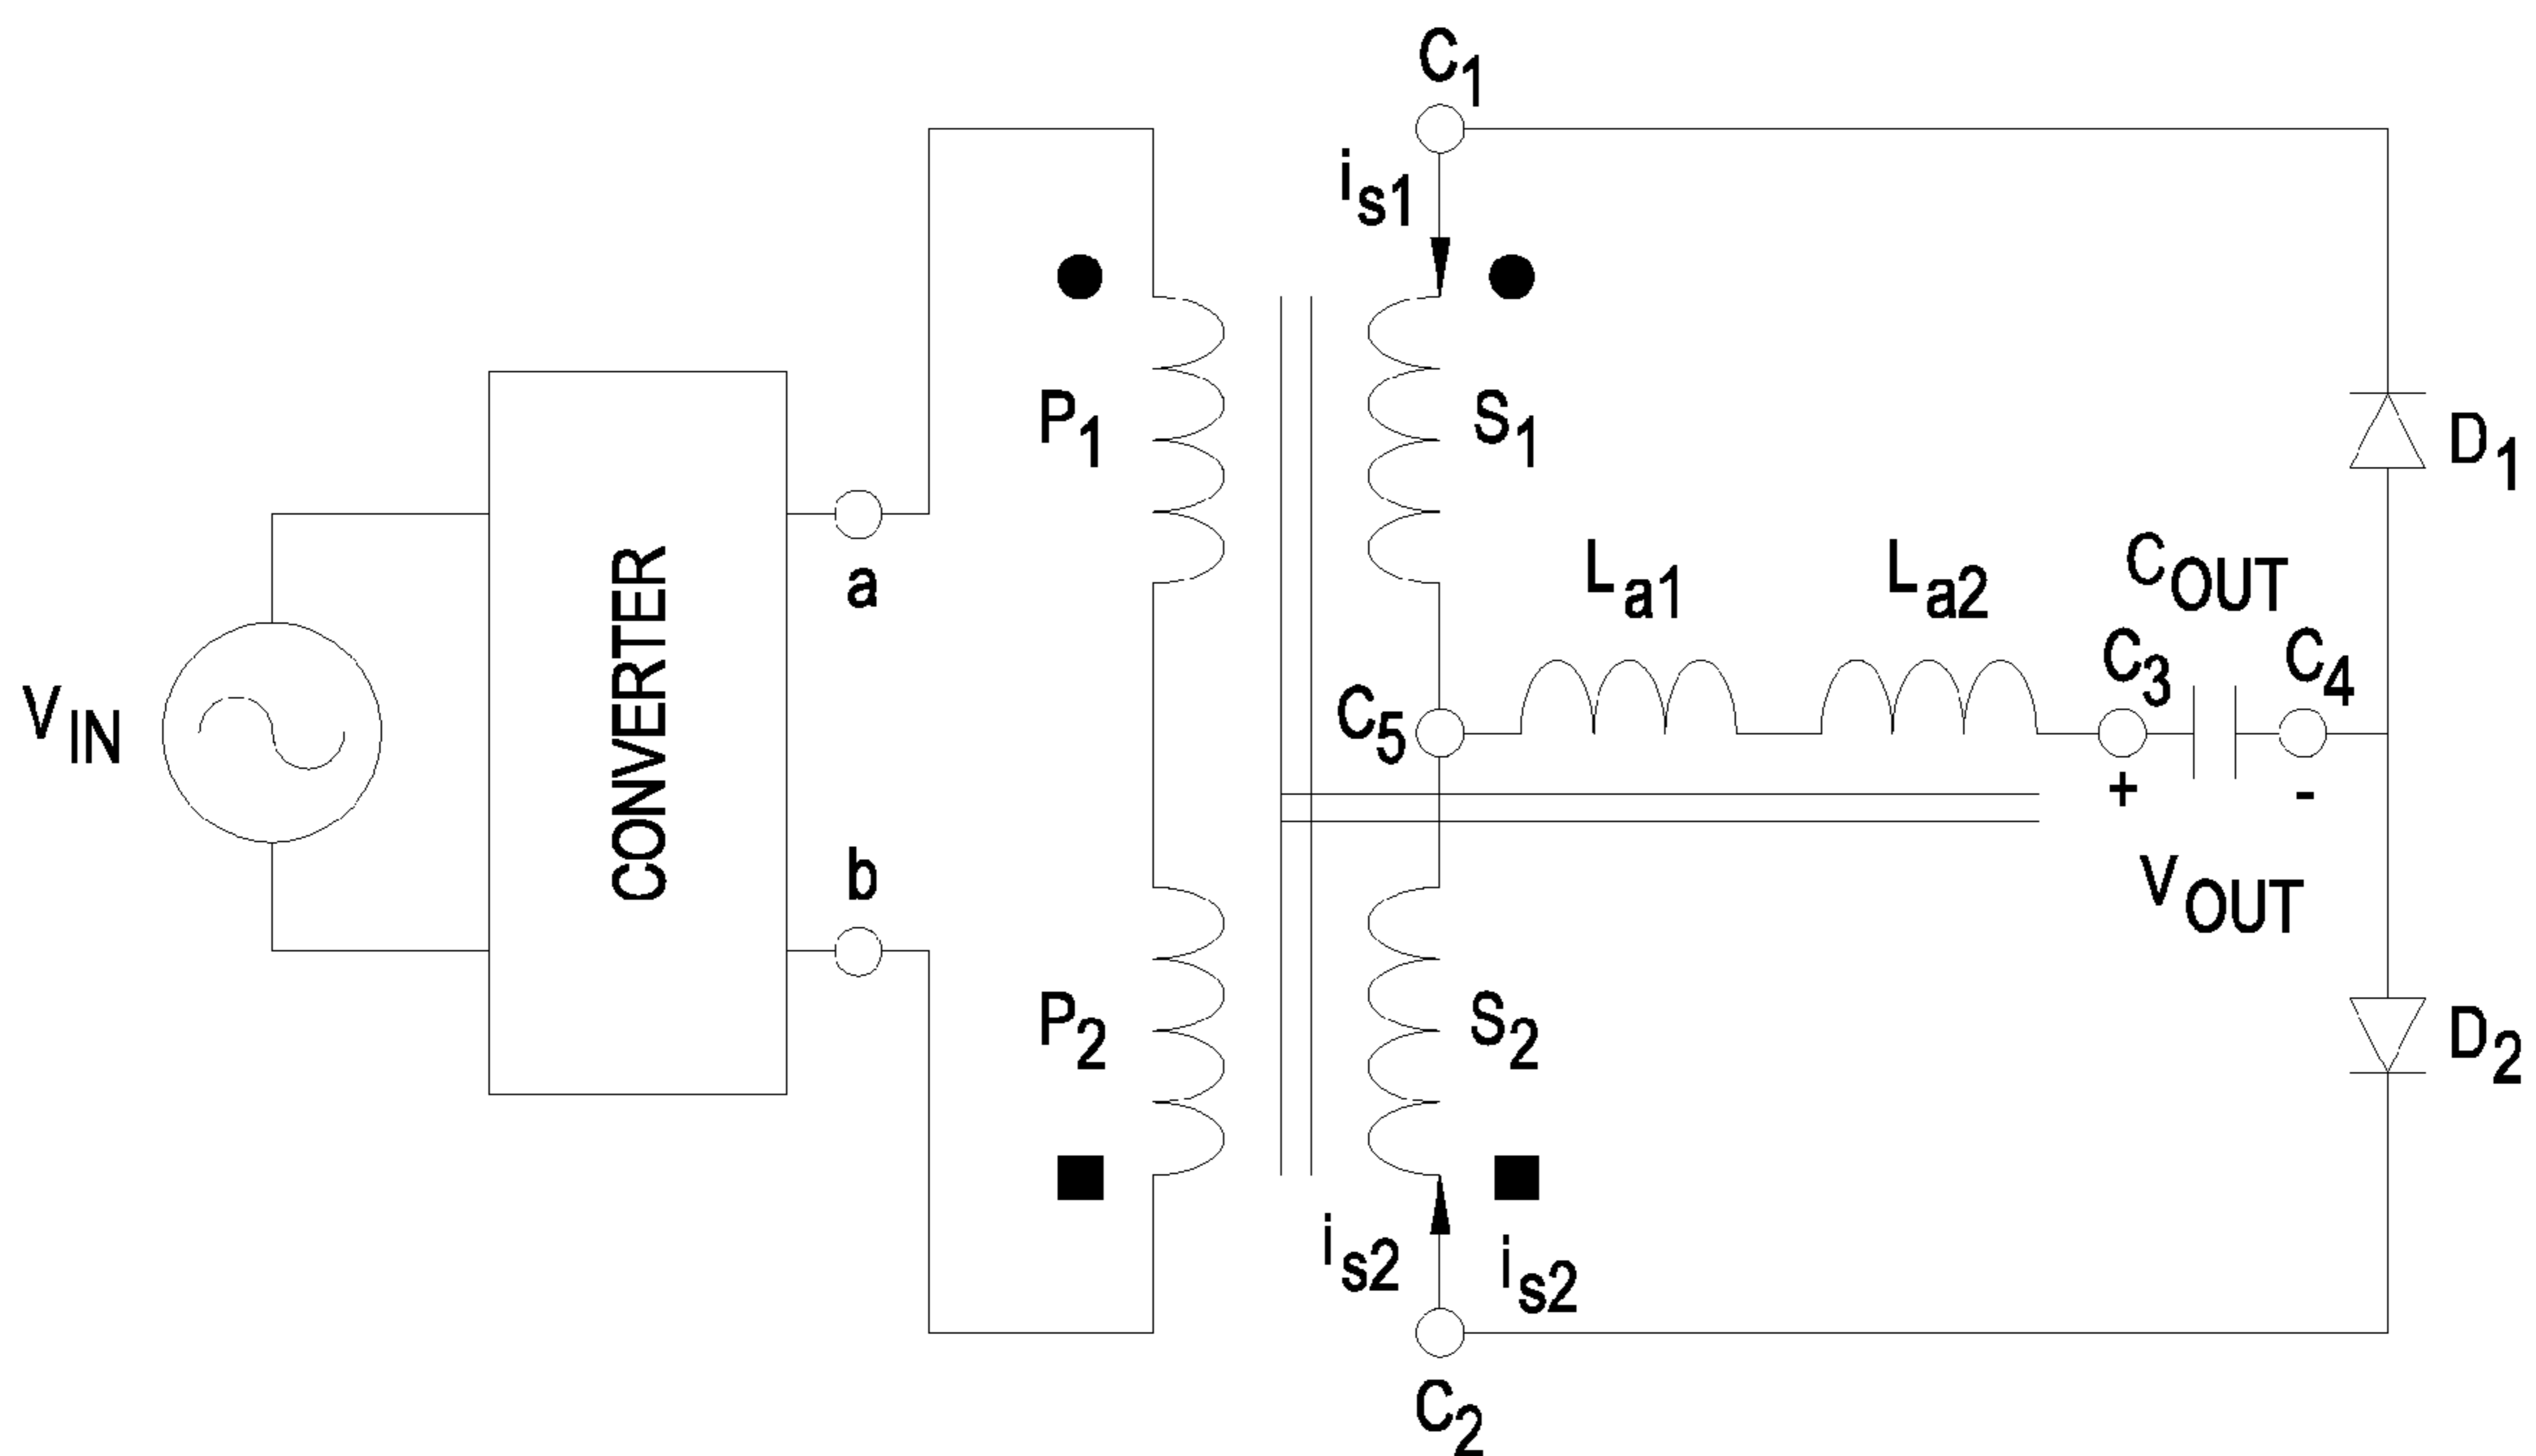 C1
is1
P1
S1
D1
La1
La2
COUT
a
C3
C4
VIN
CONVERTER
C5
+
-
b
VOUT
P2
S2
D2
is2
is2
C2